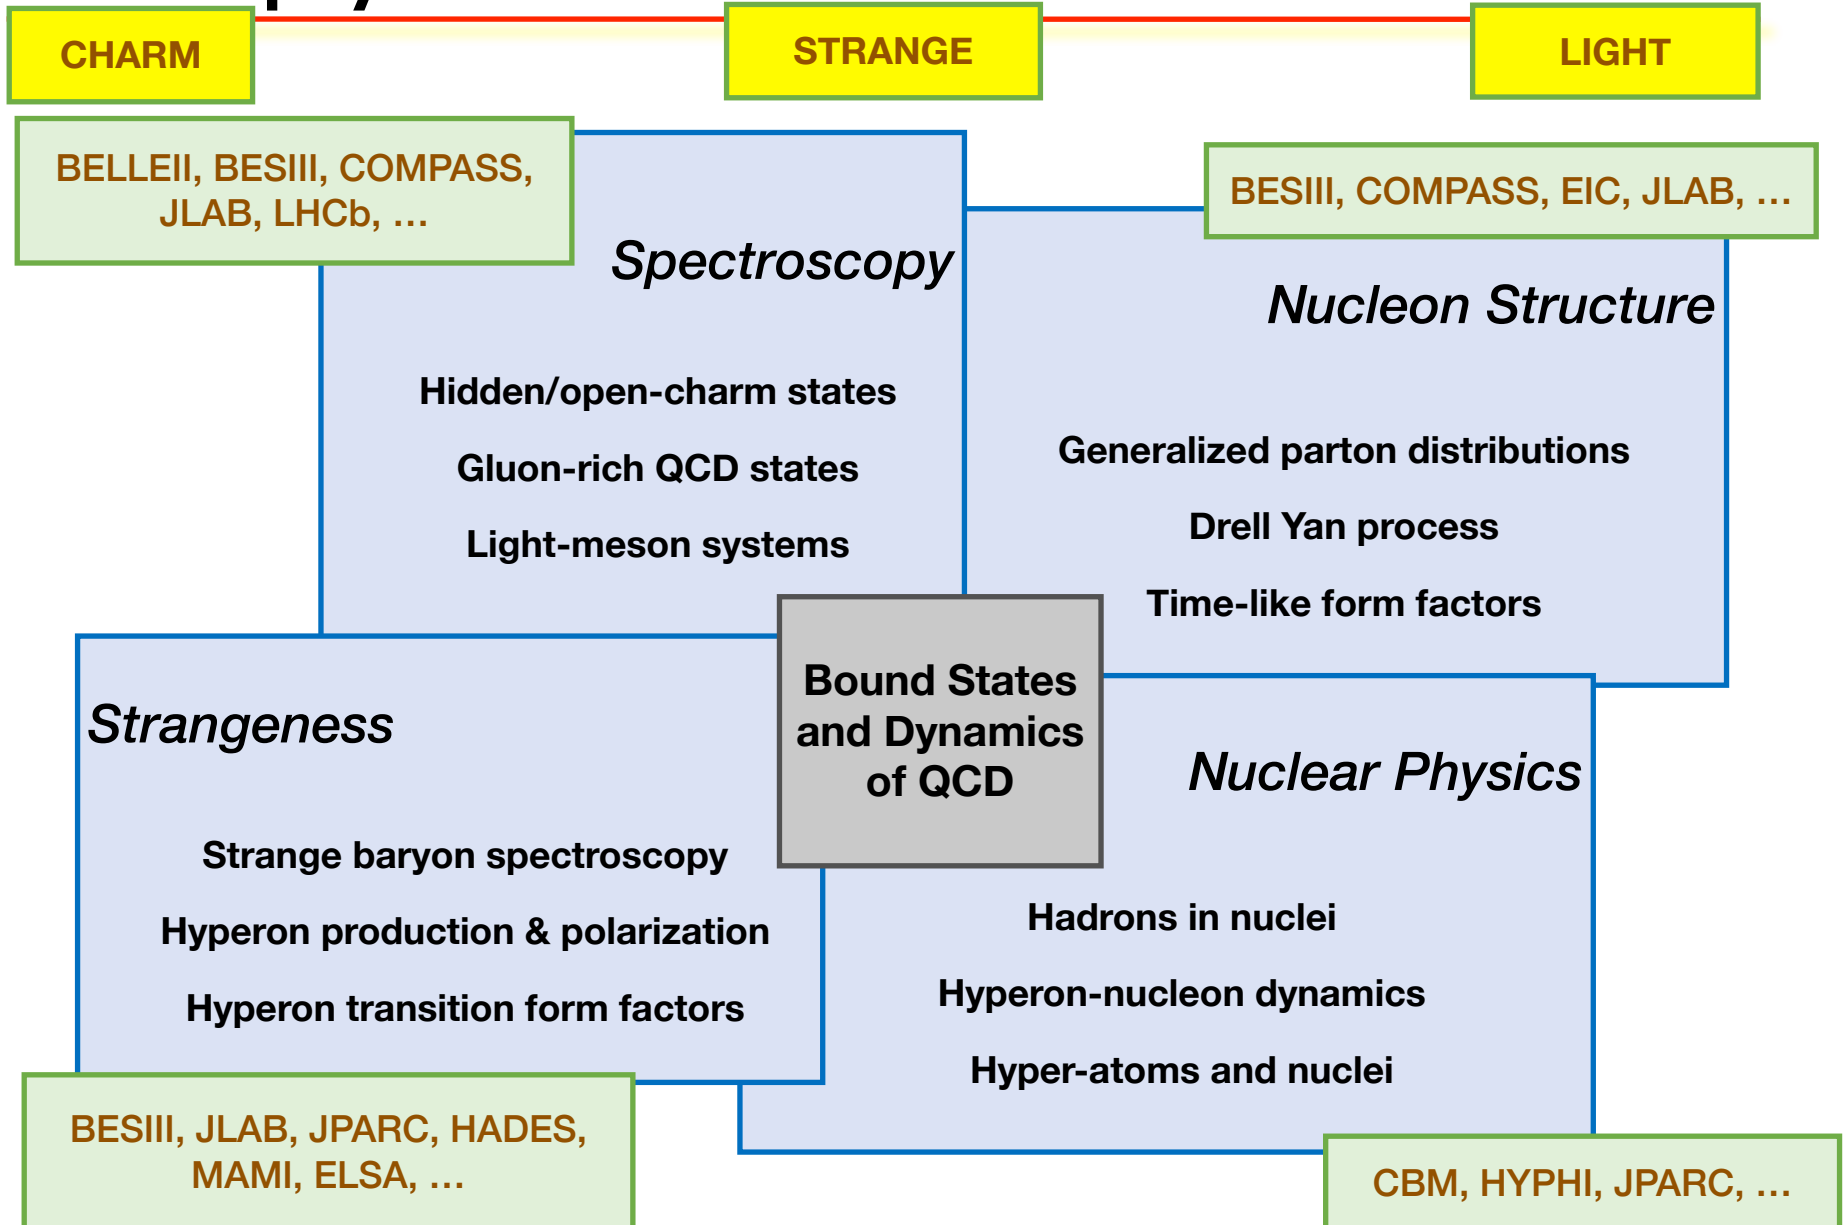 CHARM
STRANGE
LIGHT
BELLEII, BESIII, COMPASS,
JLAB, LHCb, …
Spectroscopy
Hidden/open-charm states
Gluon-rich QCD states
Light-meson systems
BESIII, COMPASS, EIC, JLAB, …
Nucleon Structure
Generalized parton distributions
Drell Yan process
Time-like form factors
Bound States
and Dynamics
of QCD
Strangeness
Strange baryon spectroscopy
Hyperon production & polarization
Hyperon transition form factors
BESIII, JLAB, JPARC, HADES,
MAMI, ELSA, …
Nuclear Physics
Hadrons in nuclei
Hyperon-nucleon dynamics
Hyper-atoms and nuclei
CBM, HYPHI, JPARC, …